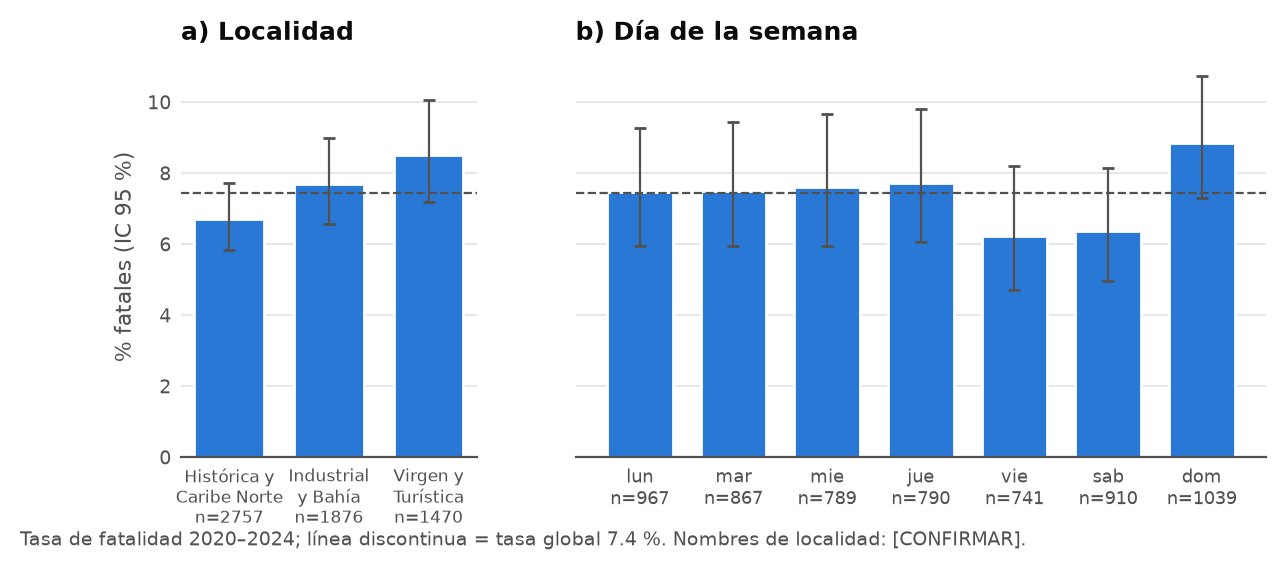 a) Localidad
b) Día de la semana
% fatales (IC 95 %)
10
8
6
4
2
0
Histórica y
Caribe Norte
n=2757
Industrial
y Bahía
n=1876
Virgen y
Turística
n=1470
lun
n=967
mar
n=867
mie
n=789
jue
n=790
vie
n=741
sab
n=910
dom
n=1039
Tasa de fatalidad 2020–2024; línea discontinua = tasa global 7.4 %. Nombres de localidad: [CONFIRMAR].